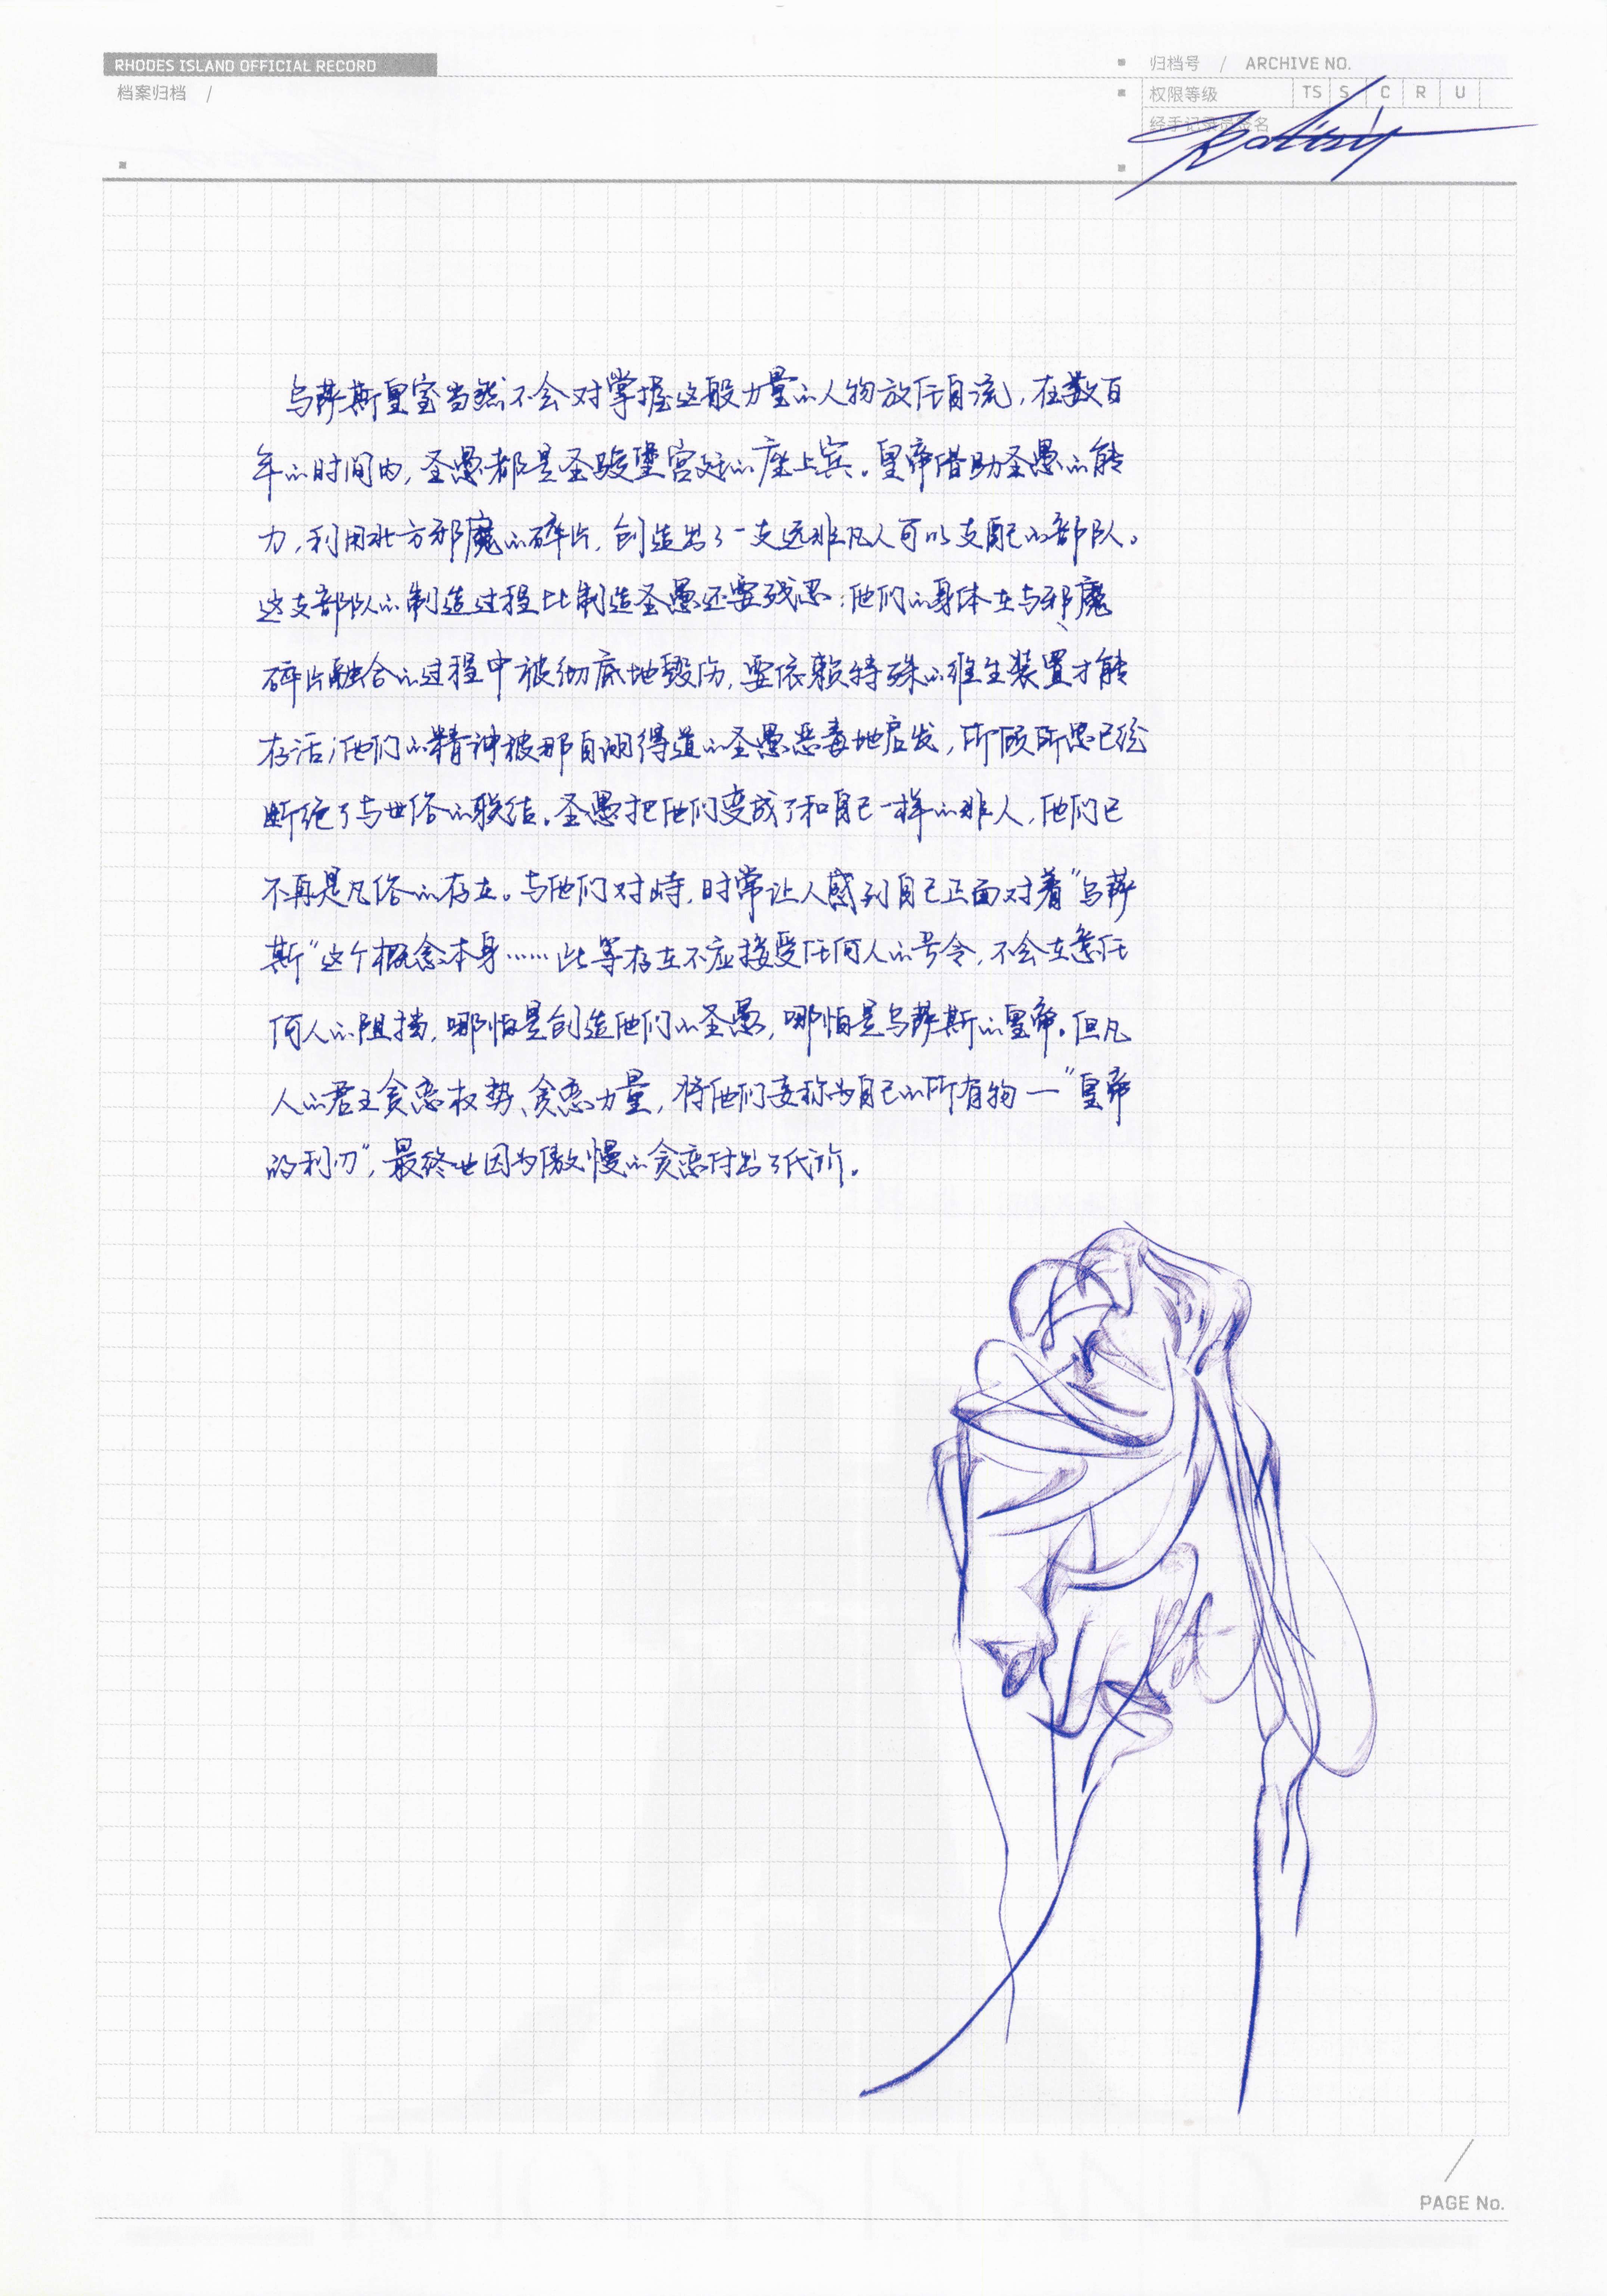 RHODES ISLAND OFFICIAL RECORD
档案归档 /
归档号 / ARCHIVE NO.
权限等级 TS S C R U
经手记录员签名
乌萨斯皇室当然不会对掌握这般力量的人物放任自流,在数百
年的时间内,圣愚都是圣骏堡宫廷的座上宾。皇帝借助圣愚的能
力,利用北方邪魔的碎片,创造出了一支远非凡人可以支配的部队。
这支部队的制造过程比制造圣愚还要残忍:他们的身体在与邪魔
碎片融合的过程中被彻底地毁伤,要依赖特殊的维生装置才能
存活;他们的精神被那自诩得道的圣愚恶毒地启发,所顾所思已经
断绝了与世俗的联结。圣愚把他们变成了和自己一样的非人,他们已
不再是凡俗的存在。与他们对峙,时常让人感到自己正面对着“乌萨
斯”这个概念本身……此等存在不应接受任何人的号令,不会在意任
何人的阻挡,哪怕是创造他们的圣愚,哪怕是乌萨斯的皇帝。但凡
人的君王贪恋权势、贪恋力量,将他们妄称为自己的所有物—“皇帝
的利刃”,最终也因为傲慢的贪恋付出了代价。
PAGE No.